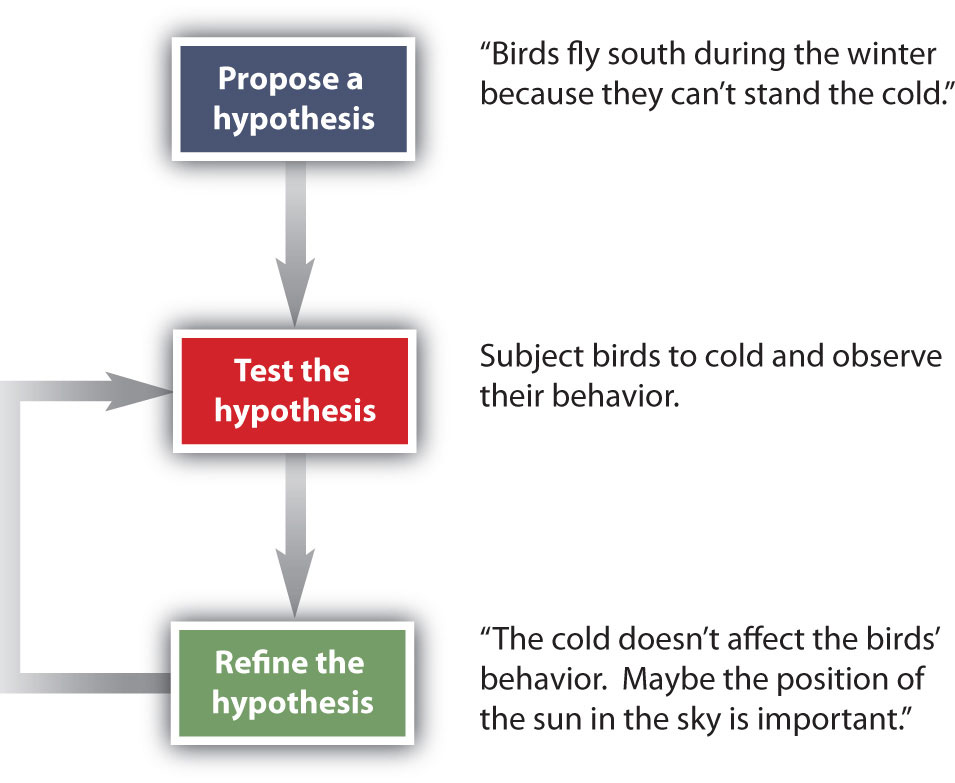 Propose a
hypothesis
“Birds fly south during the winter
because they can’t stand the cold.”
Test the
hypothesis
Subject birds to cold and observe
their behavior.
Refine the
hypothesis
“The cold doesn’t affect the birds’
behavior.  Maybe the position of
the sun in the sky is important.”